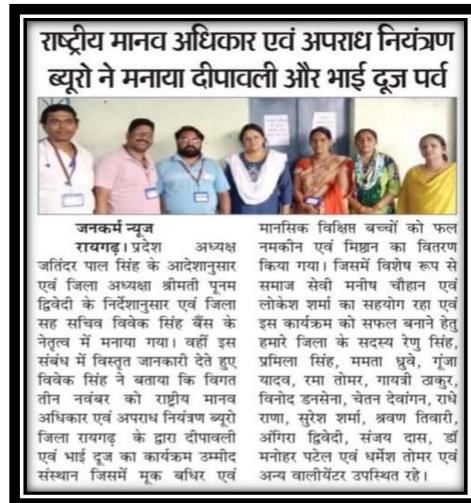 राष्ट्रीय मानव अधिकार एवं अपराध नियंत्रण
ब्यूरो ने मनाया दीपावली और भाई दूज पर्व
जनकर्म न्यूज
रायगढ़। प्रदेश अध्यक्ष
जतिंदर पाल सिंह के आदेशानुसार
एवं जिला अध्यक्षा श्रीमती पूनम
द्विवेदी के निर्देशानुसार एवं जिला
सह सचिव विवेक सिंह बैंस के
नेतृत्व में मनाया गया। वहीं इस
संबंध में विस्तृत जानकारी देते हुए
विवेक सिंह ने बताया कि विगत
तीन नवंबर को राष्ट्रीय मानव
अधिकार एवं अपराध नियंत्रण ब्यूरो
जिला रायगढ़ के द्वारा दीपावली
एवं भाई दूज का कार्यक्रम उम्मीद
संस्थान जिसमें मूक बधिर एवं
मानसिक विक्षिप्त बच्चों को फल
नमकीन एवं मिष्ठान का वितरण
किया गया। जिसमें विशेष रूप से
समाज सेवी मनीष चौहान एवं
लोकेश शर्मा का सहयोग रहा एवं
इस कार्यक्रम को सफल बनाने हेतु
हमारे जिला के सदस्य रेणु सिंह,
प्रमिला सिंह, ममता ध्रुवे, गूंजा
यादव, रमा तोमर, गायत्री ठाकुर,
विनोद डनसेना, चेतन देवांगन, राधे
राणा, सुरेश शर्मा, श्रवण तिवारी,
अंगिरा द्विवेदी, संजय दास, डॉ
मनोहर पटेल एवं धर्मेश तोमर एवं
अन्य वालीयेंटर उपस्थित रहे।